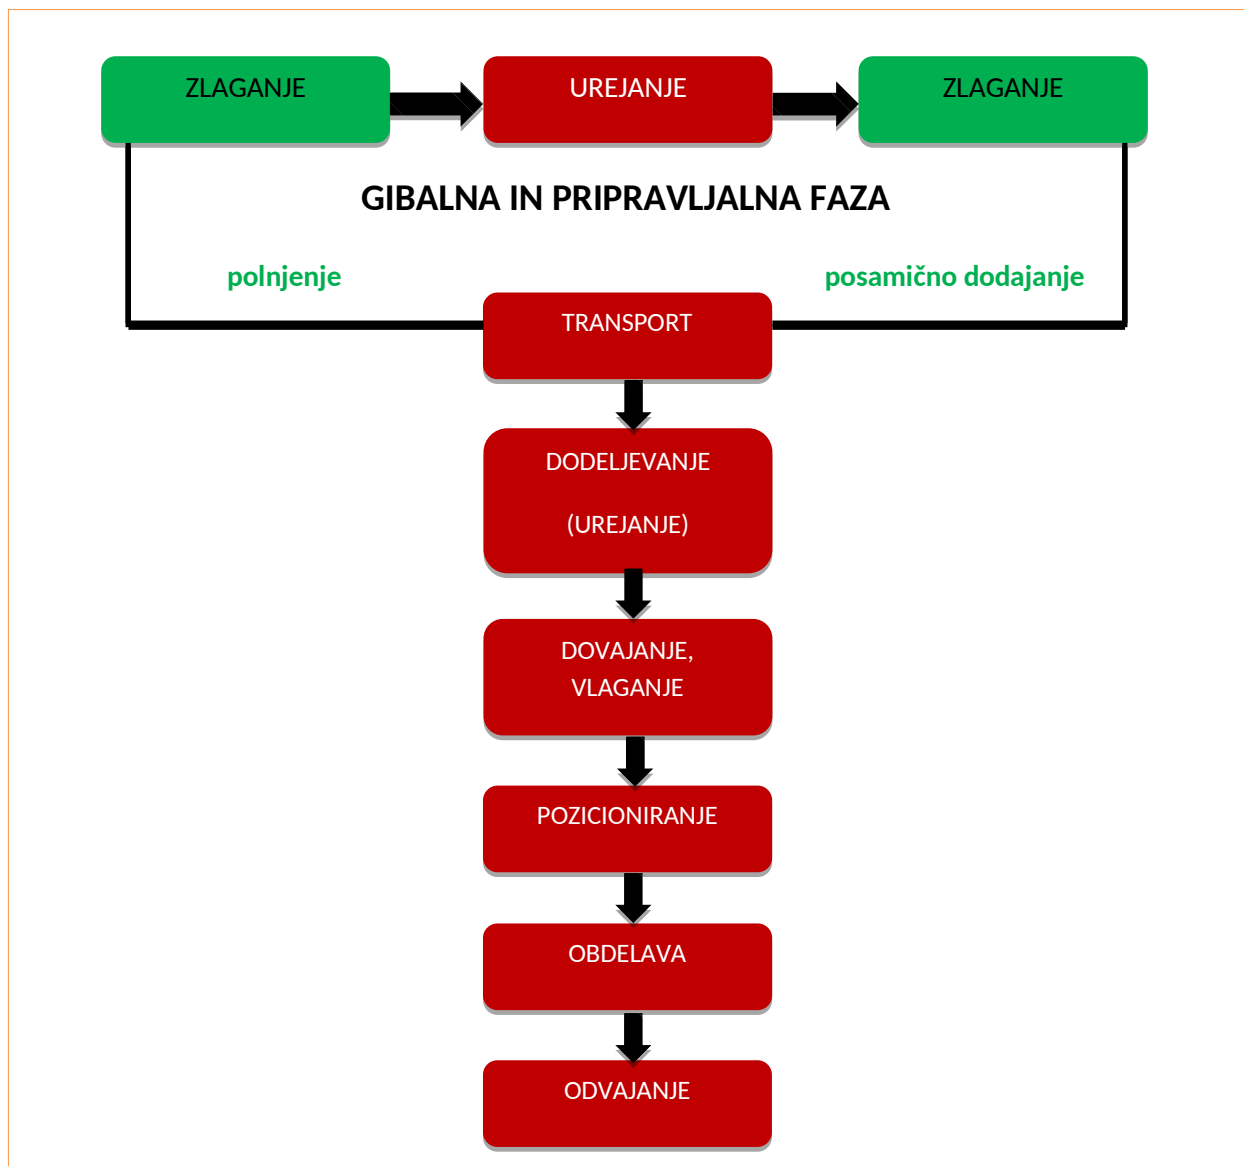 ZLAGANJE
UREJANJE
ZLAGANJE
GIBALNA IN PRIPRAVLJALNA FAZA
polnjenje
posamično dodajanje
TRANSPORT
DODELJEVANJE
(UREJANJE)
DOVAJANJE,
VLAGANJE
POZICIONIRANJE
OBDELAVA
ODVAJANJE